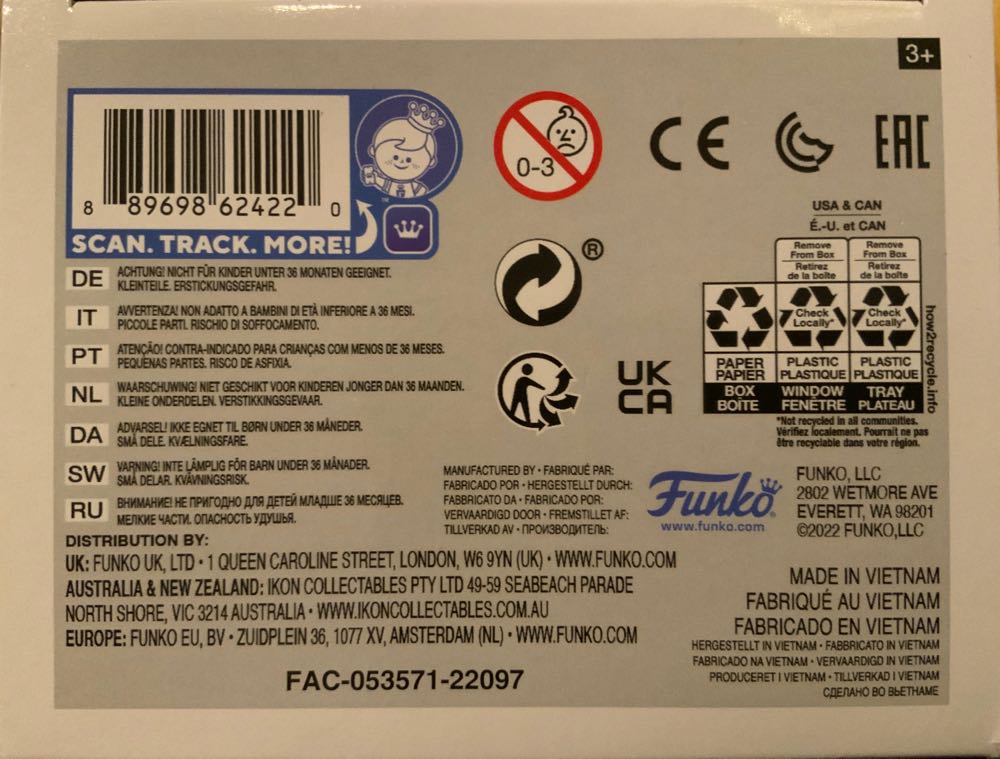 3+
8 89698 62422 0
SCAN. TRACK. MORE!
™
0-3
CE
EAC
®
UK
CA
USA & CAN
É.-U. et CAN
Remove
From Box
Retirez
de la boîte
Remove
From Box
Retirez
de la boîte
Check
Locally*
Check
Locally*
PAPER
PAPIER
PLASTIC
PLASTIQUE
PLASTIC
PLASTIQUE
BOX
BOÎTE
WINDOW
FENÊTRE
TRAY
PLATEAU
how2recycle.info
*Not recycled in all communities.
Vérifiez localement. Pourrait ne pas
être recyclable dans votre région.
DE
ACHTUNG! NICHT FÜR KINDER UNTER 36 MONATEN GEEIGNET.
KLEINTEILE. ERSTICKUNGSGEFAHR.
IT
AVVERTENZA! NON ADATTO A BAMBINI DI ETÀ INFERIORE A 36 MESI.
PICCOLE PARTI. RISCHIO DI SOFFOCAMENTO.
PT
ATENÇÃO! CONTRA-INDICADO PARA CRIANÇAS COM MENOS DE 36 MESES.
PEQUENAS PARTES. RISCO DE ASFIXIA.
NL
WAARSCHUWING! NIET GESCHIKT VOOR KINDEREN JONGER DAN 36 MAANDEN.
KLEINE ONDERDELEN. VERSTIKKINGSGEVAAR.
DA
ADVARSEL! IKKE EGNET TIL BØRN UNDER 36 MÅNEDER.
SMÅ DELE. KVÆLNINGSFARE.
SW
VARNING! INTE LÄMPLIG FÖR BARN UNDER 36 MÅNADER.
SMÅ DELAR. KVÄVNINGSRISK.
RU
ВНИМАНИЕ! НЕ ПРИГОДНО ДЛЯ ДЕТЕЙ МЛАДШЕ 36 МЕСЯЦЕВ.
МЕЛКИЕ ЧАСТИ. ОПАСНОСТЬ УДУШЬЯ.
MANUFACTURED BY • FABRIQUÉ PAR:
FABRICADO POR • HERGESTELLT DURCH:
FABBRICATO DA • FABRICADO POR:
VERVAARDIGD DOOR • FREMSTILLET AF:
TILLVERKAD AV • ПРОИЗВОДИТЕЛЬ:
Funko
www.funko.com
FUNKO, LLC
2802 WETMORE AVE
EVERETT, WA 98201
©2022 FUNKO,LLC
DISTRIBUTION BY:
UK: FUNKO UK, LTD • 1 QUEEN CAROLINE STREET, LONDON, W6 9YN (UK) • WWW.FUNKO.COM
AUSTRALIA & NEW ZEALAND: IKON COLLECTABLES PTY LTD 49-59 SEABEACH PARADE
NORTH SHORE, VIC 3214 AUSTRALIA • WWW.IKONCOLLECTABLES.COM.AU
EUROPE: FUNKO EU, BV • ZUIDPLEIN 36, 1077 XV, AMSTERDAM (NL) • WWW.FUNKO.COM
FAC-053571-22097
MADE IN VIETNAM
FABRIQUÉ AU VIETNAM
FABRICADO EN VIETNAM
HERGESTELLT IN VIETNAM • FABBRICATO IN VIETNAM
FABRICADO NA VIETNAM • VERVAARDIGD IN VIETNAM
PRODUCERET I VIETNAM • TILLVERKAD I VIETNAM
СДЕЛАНО ВО ВЬЕТНАМЕ